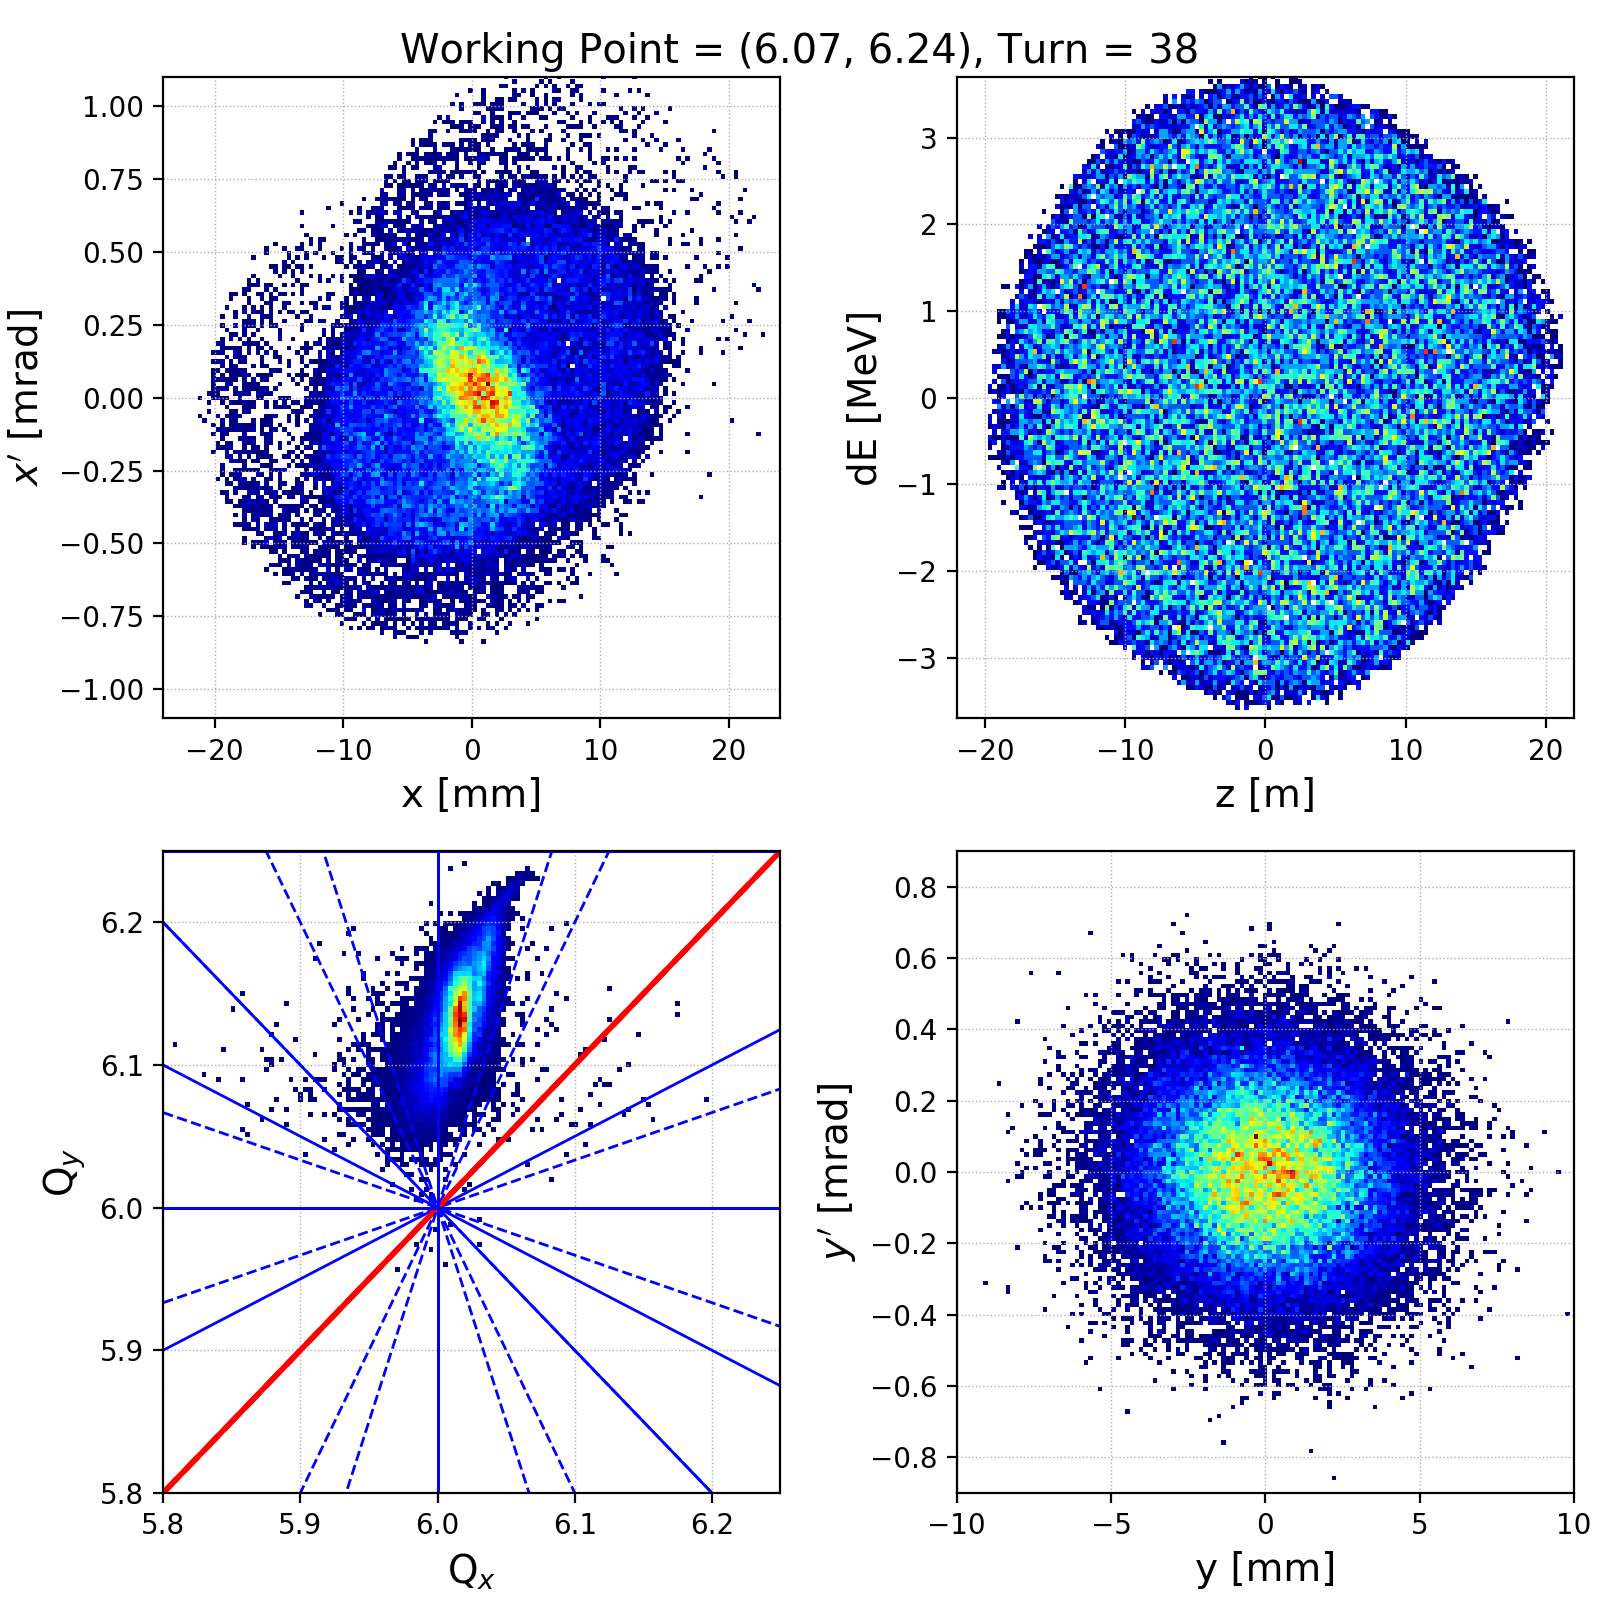 Working Point = (6.07, 6.24), Turn = 38
1.00
0.75
0.50
0.25
0.00
−0.25
−0.50
−0.75
−1.00
x′ [mrad]
−20 −10 0 10 20
x [mm]
3
2
1
0
−1
−2
−3
dE [MeV]
−20 −10 0 10 20
z [m]
6.2
6.1
6.0
5.9
5.8
Qy
5.8 5.9 6.0 6.1 6.2
Qx
0.8
0.6
0.4
0.2
0.0
−0.2
−0.4
−0.6
−0.8
y′ [mrad]
−10 −5 0 5 10
y [mm]